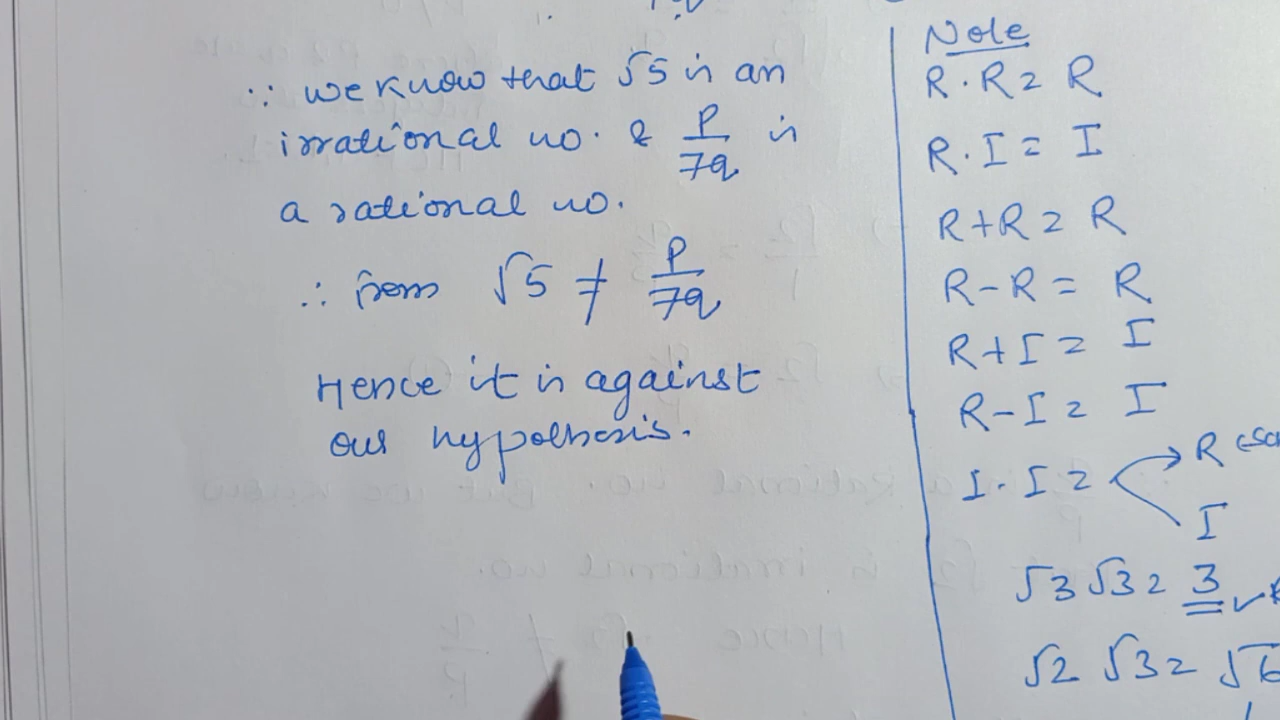 ∵ we know that √5 is an
irrational no. & P/7q is
a rational no.
∴ from √5 ≠ P/7q
Hence it is against
our hypothesis.
Note
R·R = R
R·I = I
R+R = R
R-R = R
R+I = I
R-I = I
I·I = R
I
√3 √3 = 3
√2 √3 = √6